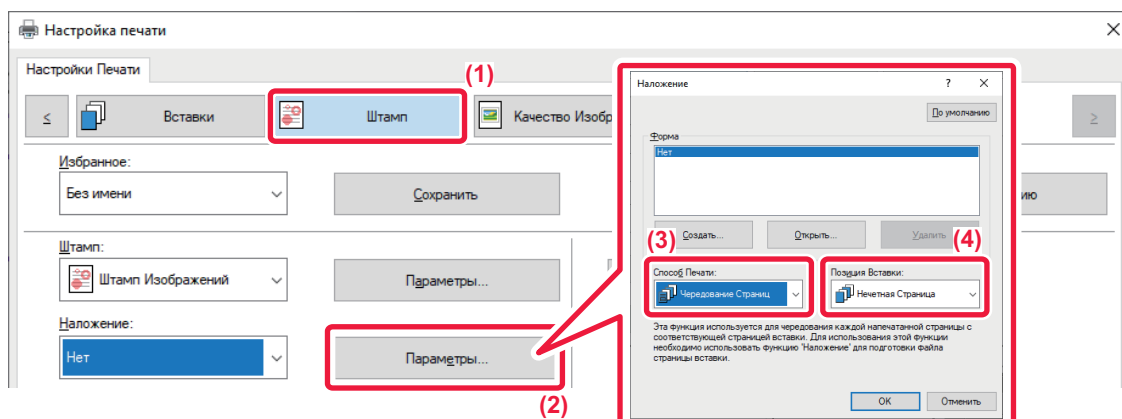 Настройка печати
Настройки Печати
(1)
<
Вставки
Штамп
Качество Изобр
>
Избранное:
Без имени
Сохранить
ию
Штамп:
Штамп Изображений
Параметры...
Наложение:
Нет
Параметры...
(2)
Наложение
?
По умолчанию
Форма
Нет
Создать...
Открыть...
Удалить
(3)
(4)
Способ Печати:
Позиция Вставки:
Чередование Страниц
Нечетная Страница
Эта функция используется для чередования каждой напечатанной страницы с
соответствующей страницей вставки. Для использования этой функции
необходимо использовать функцию 'Наложение' для подготовки файла
страницы вставки.
OK
Отменить